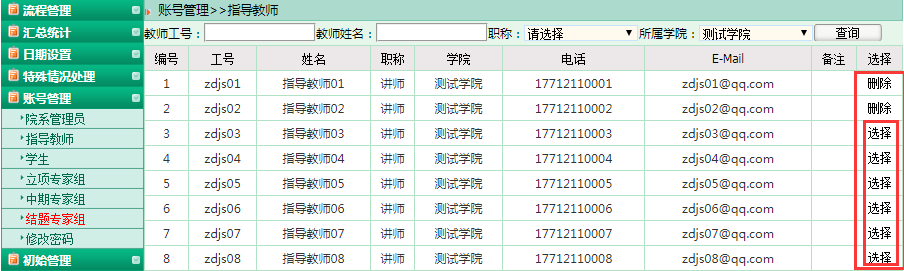 流程管理
汇总统计
日期设置
特殊情况处理
账号管理
院系管理员
指导教师
学生
立项专家组
中期专家组
结题专家组
修改密码
初始管理
账号管理>>指导教师
教师工号： 教师姓名： 职称： 请选择 所属学院： 测试学院 查询
编号 工号 姓名 职称 学院 电话 E-Mail 备注 选择
1 zdjs01 指导教师01 讲师 测试学院 17712110001 zdjs01@qq.com 删除
2 zdjs02 指导教师02 讲师 测试学院 17712110002 zdjs02@qq.com 删除
3 zdjs03 指导教师03 讲师 测试学院 17712110003 zdjs03@qq.com 选择
4 zdjs04 指导教师04 讲师 测试学院 17712110004 zdjs04@qq.com 选择
5 zdjs05 指导教师05 讲师 测试学院 17712110005 zdjs05@qq.com 选择
6 zdjs06 指导教师06 讲师 测试学院 17712110006 zdjs06@qq.com 选择
7 zdjs07 指导教师07 讲师 测试学院 17712110007 zdjs07@qq.com 选择
8 zdjs08 指导教师08 讲师 测试学院 17712110008 zdjs08@qq.com 选择